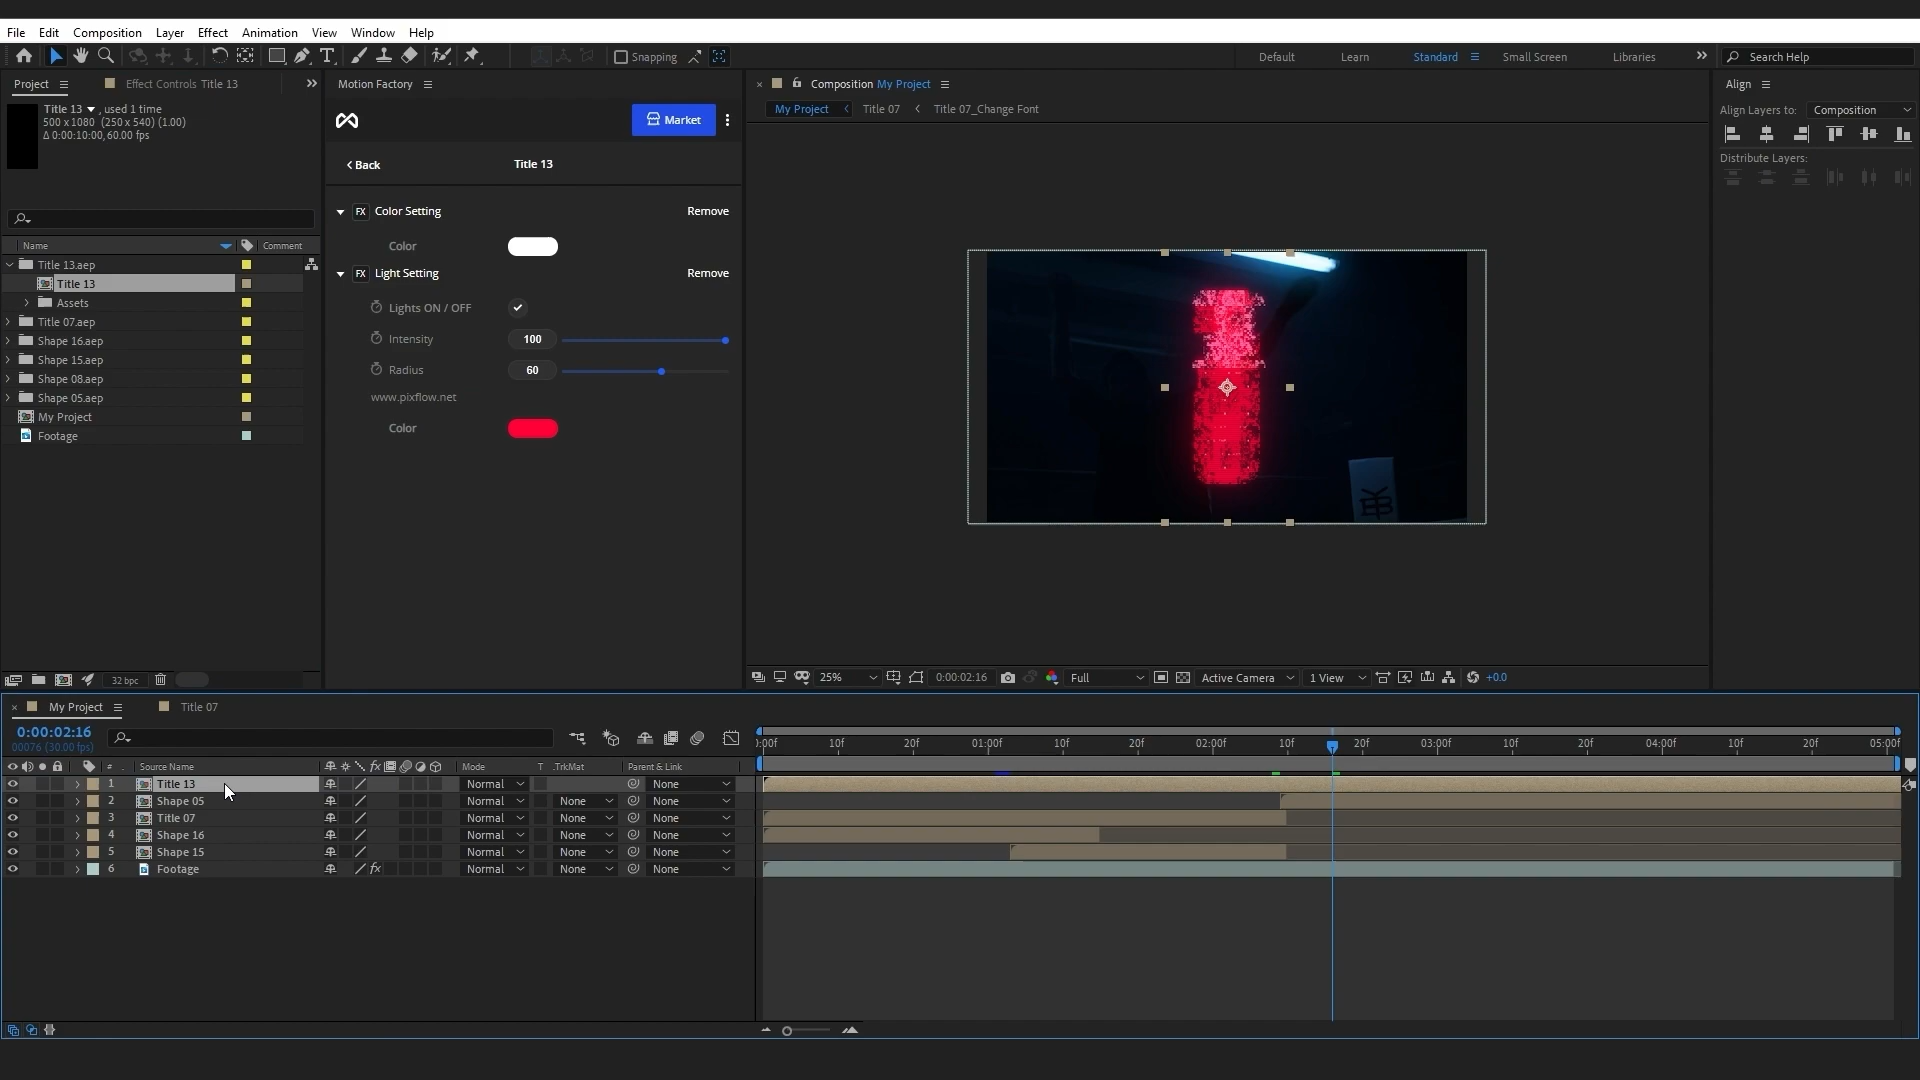 File Edit Composition Layer Effect Animation View Window Help
Snapping Default Learn Standard Small Screen Libraries Search Help
Project Effect Controls Title 13
Title 13 , used 1 time
500 x 1080 (250 x 540) (1.00)
Δ 0:00:10:00, 60.00 fps
Name Comment
Title 13.aep
Title 13
Assets
Title 07.aep
Shape 16.aep
Shape 15.aep
Shape 08.aep
Shape 05.aep
My Project
Footage
32 bpc
Motion Factory
Market
Back Title 13
FX Color Setting Remove
Color
FX Light Setting Remove
Lights ON / OFF
Intensity 100
Radius 60
www.pixflow.net
Color
Composition My Project
My Project Title 07 Title 07_Change Font
25% 0:00:02:16 Full Active Camera 1 View +0.0
Align
Align Layers to: Composition
Distribute Layers:
My Project Title 07
0:00:02:16
00076 (30.00 fps)
:00f 10f 20f 01:00f 10f 20f 02:00f 10f 20f 03:00f 10f 20f 04:00f 10f 20f 05:00f
# Source Name fx Mode T .TrkMat Parent & Link
1 Title 13 Normal None
2 Shape 05 Normal None None
3 Title 07 Normal None None
4 Shape 16 Normal None None
5 Shape 15 Normal None None
6 Footage fx Normal None None